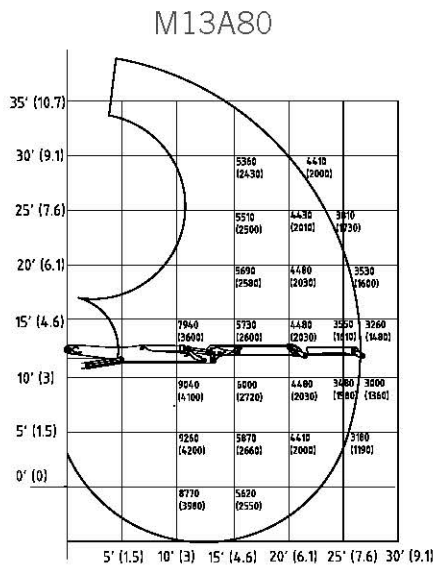 M13A80
35' (10.7)
30' (9.1)
5360 4410
(2430) (2000)
25' (7.6)
5510 4430 3810
(2500) (2010) (1730)
20' (6.1)
5690 4480 3530
(2580) (2030) (1600)
15' (4.6)
7940 5730 4480 3550 3260
(3600) (2600) (2030) (1610) (1480)
10' (3)
9040 6000 4480 3480 3000
(4100) (2720) (2030) (1580) (1360)
5' (1.5)
9260 5870 4410 3180
(4200) (2660) (2000) (1190)
0' (0)
8770 5620
(3980) (2550)
5' (1.5) 10' (3) 15' (4.6) 20' (6.1) 25' (7.6) 30' (9.1)